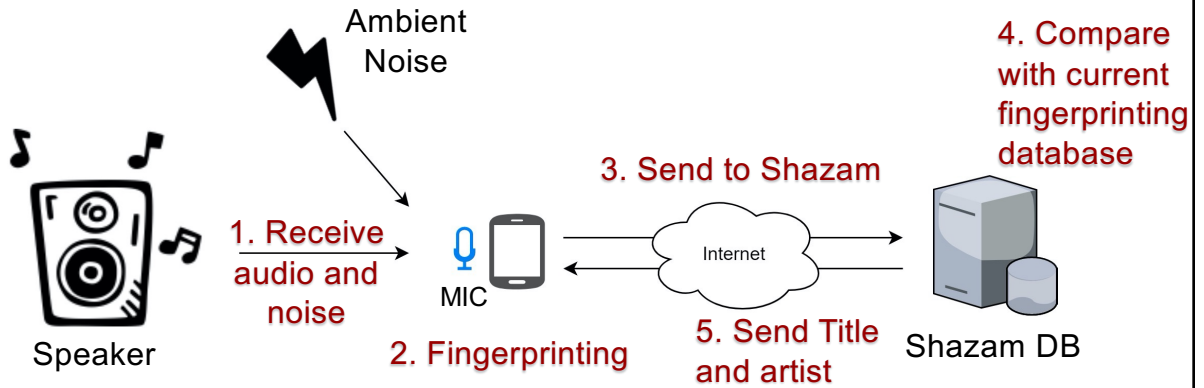 Ambient
Noise
4. Compare
with current
fingerprinting
database
3. Send to Shazam
1. Receive
audio and
noise
Internet
MIC
2. Fingerprinting
5. Send Title
and artist
Speaker
Shazam DB